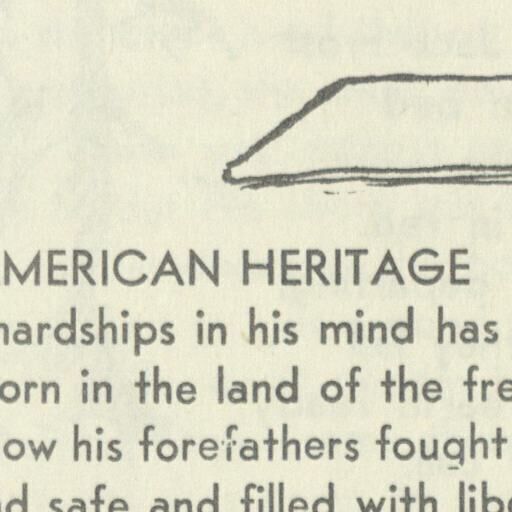 MERICAN HERITAGE
hardships in his mind has
orn in the land of the fre
ow his forefathers fought
d safe and filled with libe